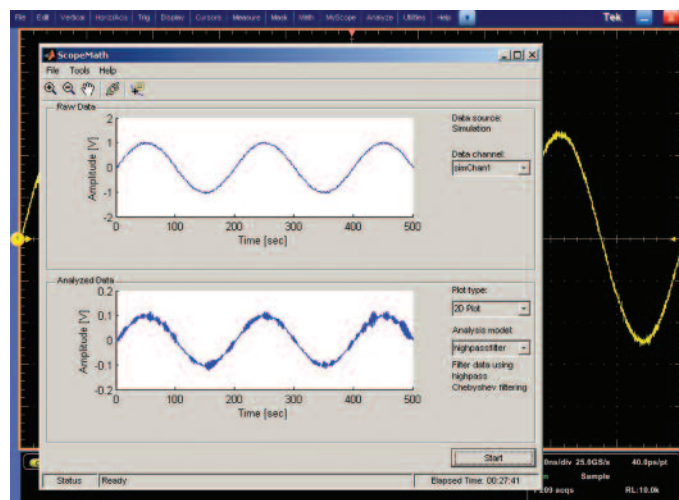 File Edit Vertical Horiz/Acq Trig Display Cursors Measure Mask Math MyScope Analyze Utilities Help Tek
ScopeMath
File Tools Help
Raw Data
2
1
0
-1
-2
Amplitude [V]
0 100 200 300 400 500
Time [sec]
Data source:
Simulation
Data channel:
simChan1
Analyzed Data
0.2
0.1
0
-0.1
-0.2
Amplitude [V]
0 100 200 300 400 500
Time [sec]
Plot type:
2D Plot
Analysis model:
highpassfilter
Filter data using
highpass
Chebyshev filtering
Start
Status Ready Elapsed Time: 00:27:41
0ns/div 25.0GS/s 40.0ps/pt
Sample
acqs RL:10.0k